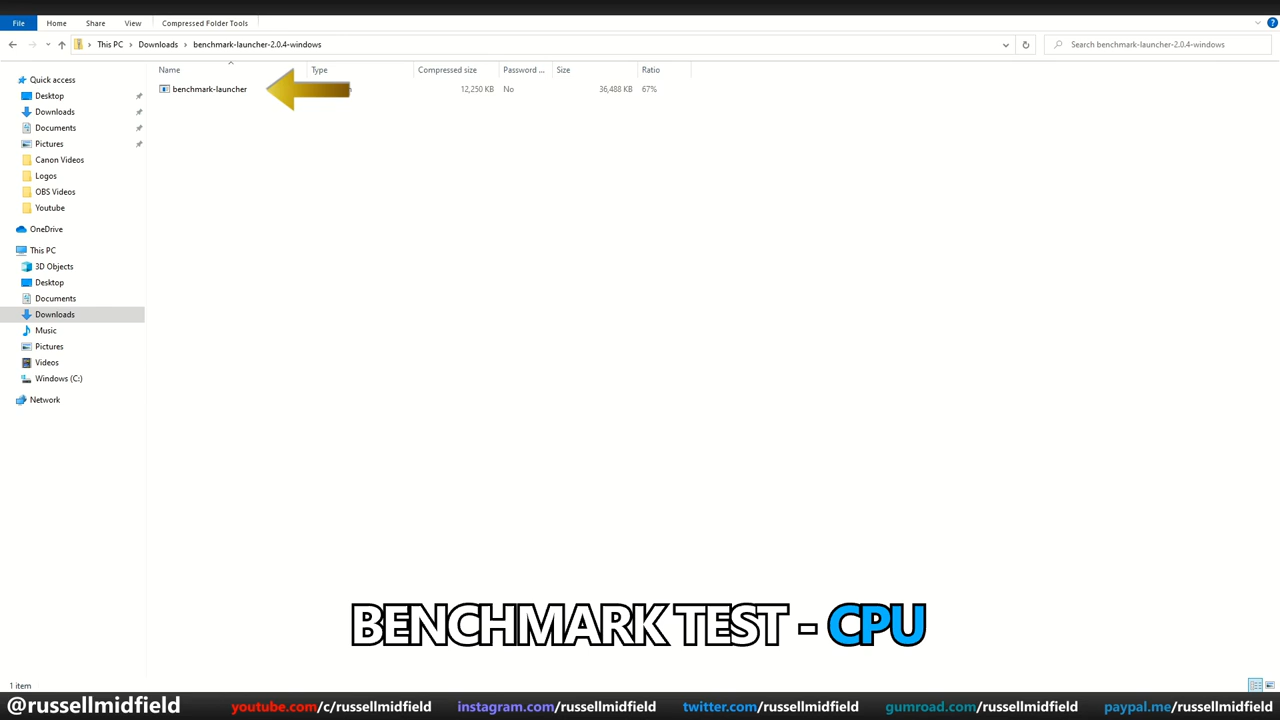 File Home Share View Compressed Folder Tools
This PC Downloads benchmark-launcher-2.0.4-windows Search benchmark-launcher-2.0.4-windows
Name Type Compressed size Password ... Size Ratio
benchmark-launcher 12,250 KB No 36,488 KB 67%
Quick access
Desktop
Downloads
Documents
Pictures
Canon Videos
Logos
OBS Videos
Youtube
OneDrive
This PC
3D Objects
Desktop
Documents
Downloads
Music
Pictures
Videos
Windows (C:)
Network
BENCHMARK TEST - CPU
1 item
@russellmidfield youtube.com/c/russellmidfield instagram.com/russellmidfield twitter.com/russellmidfield gumroad.com/russellmidfield paypal.me/russellmidfield